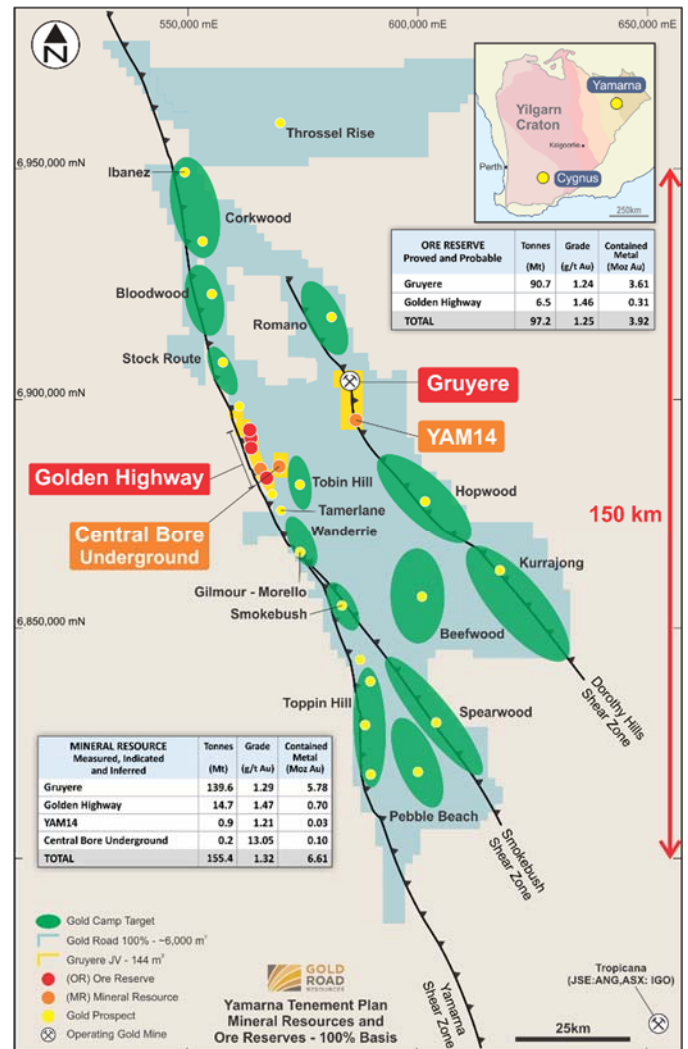 550,000 mE
600,000 mE
650,000 mE
N
Yamarna
Yilgarn
Craton
Kalgoorlie
Perth
Cygnus
250km
Throssel Rise
6,950,000 mN
Ibanez
Corkwood
ORE RESERVE
Proved and Probable Tonnes (Mt) Grade (g/t Au) Contained Metal (Moz Au)
Gruyere 90.7 1.24 3.61
Golden Highway 6.5 1.46 0.31
TOTAL 97.2 1.25 3.92
Bloodwood
Romano
Stock Route
6,900,000 mN
Gruyere
YAM14
Golden Highway
Tobin Hill
Hopwood
150 km
Tamerlane
Central Bore
Underground
Wanderrie
Kurrajong
Gilmour - Morello
Smokebush
Beefwood
6,850,000 mN
Dorothy Hills
Shear Zone
Toppin Hill
Spearwood
MINERAL RESOURCE
Measured, Indicated
and Inferred Tonnes (Mt) Grade (g/t Au) Contained Metal (Moz Au)
Gruyere 139.6 1.29 5.78
Golden Highway 14.7 1.47 0.70
YAM14 0.9 1.21 0.03
Central Bore Underground 0.2 13.05 0.10
TOTAL 155.4 1.32 6.61
Pebble Beach
Smokebush
Shear Zone
Yamarna
Shear Zone
Gold Camp Target
Gold Road 100% - ~6,000 m²
Gruyere JV - 144 m²
(OR) Ore Reserve
(MR) Mineral Resource
Gold Prospect
Operating Gold Mine
GOLD
ROAD
RESOURCES
Yamarna Tenement Plan
Mineral Resources and
Ore Reserves - 100% Basis
Tropicana
(JSE:ANG,ASX: IGO)
25km